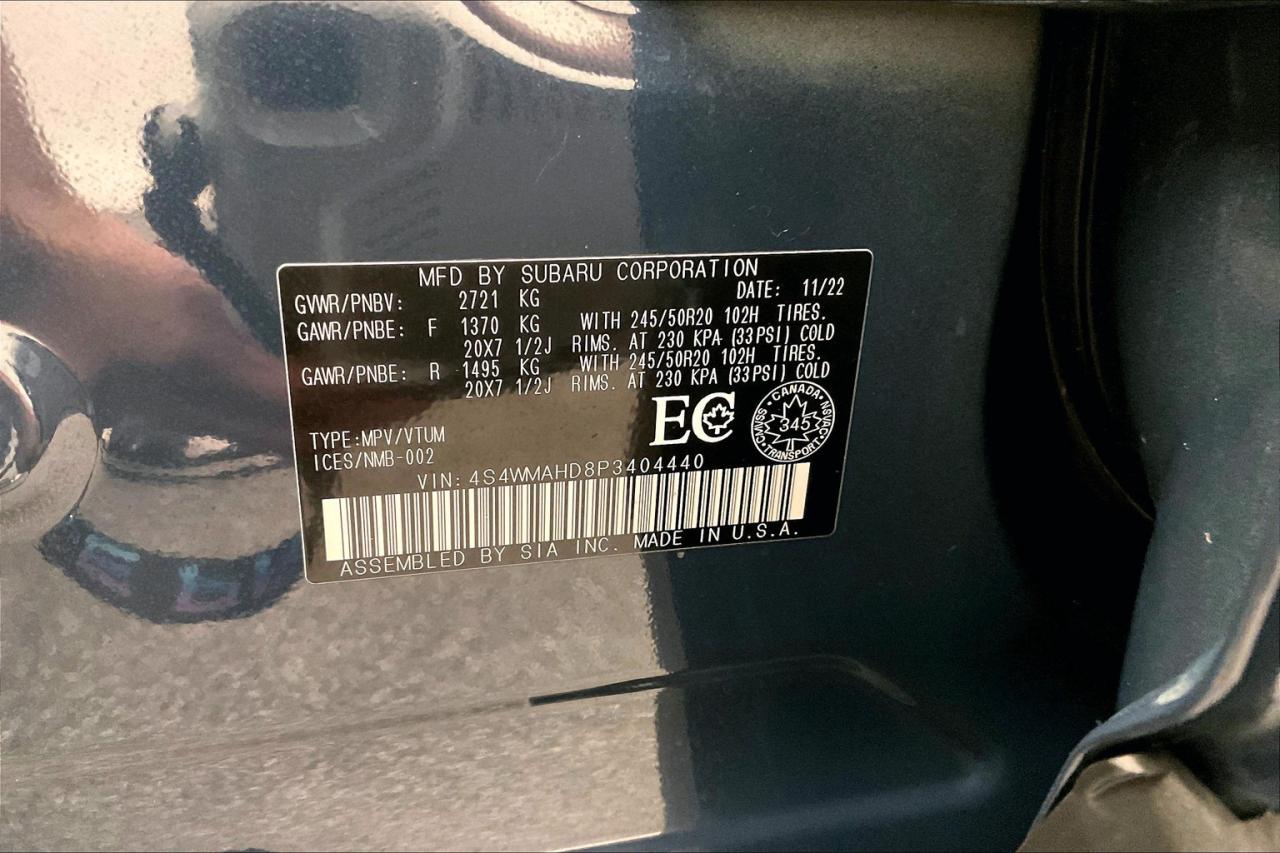 MFD BY SUBARU CORPORATION
GVWR/PNBV: 2721 KG DATE: 11/22
GAWR/PNBE: F 1370 KG WITH 245/50R20 102H TIRES.
20X7 1/2J RIMS. AT 230 KPA (33PSI) COLD
GAWR/PNBE: R 1495 KG WITH 245/50R20 102H TIRES.
20X7 1/2J RIMS. AT 230 KPA (33PSI) COLD
EC
CANADA
CMVSS 345 NSVAC
TRANSPORT
TYPE:MPV/VTUM
ICES/NMB-002
VIN: 4S4WMAHD8P3404440
ASSEMBLED BY SIA INC. MADE IN U.S.A.